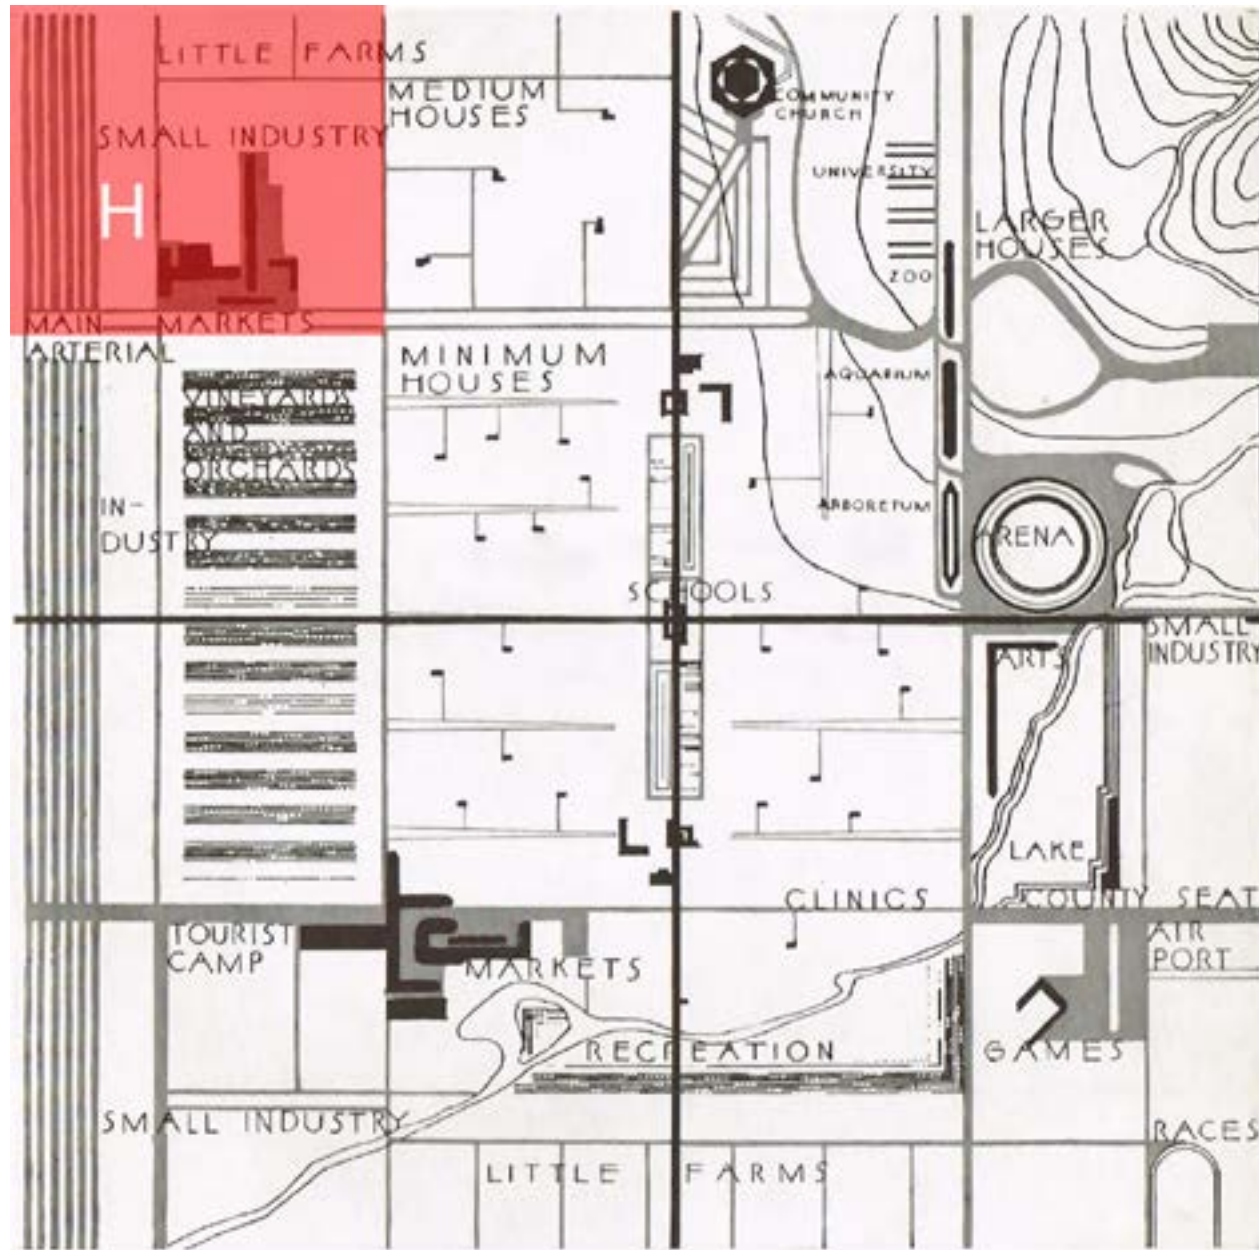 LITTLE FARMS
MEDIUM
HOUSES
SMALL INDUSTRY
H
COMMUNITY
CHURCH
UNIVERSITY
LARGER
HOUSES
ZOO
MAIN MARKETS
ARTERIAL
MINIMUM
HOUSES
AQUARIUM
VINEYARDS
AND
ORCHARDS
IN-
DUSTRY
ARBORETUM
ARENA
SCHOOLS
SMALL
INDUSTRY
ARTS
LAKE
CLINICS
COUNTY SEAT
TOURIST
CAMP
MARKETS
AIR
PORT
RECREATION
GAMES
SMALL INDUSTRY
RACES
LITTLE FARMS